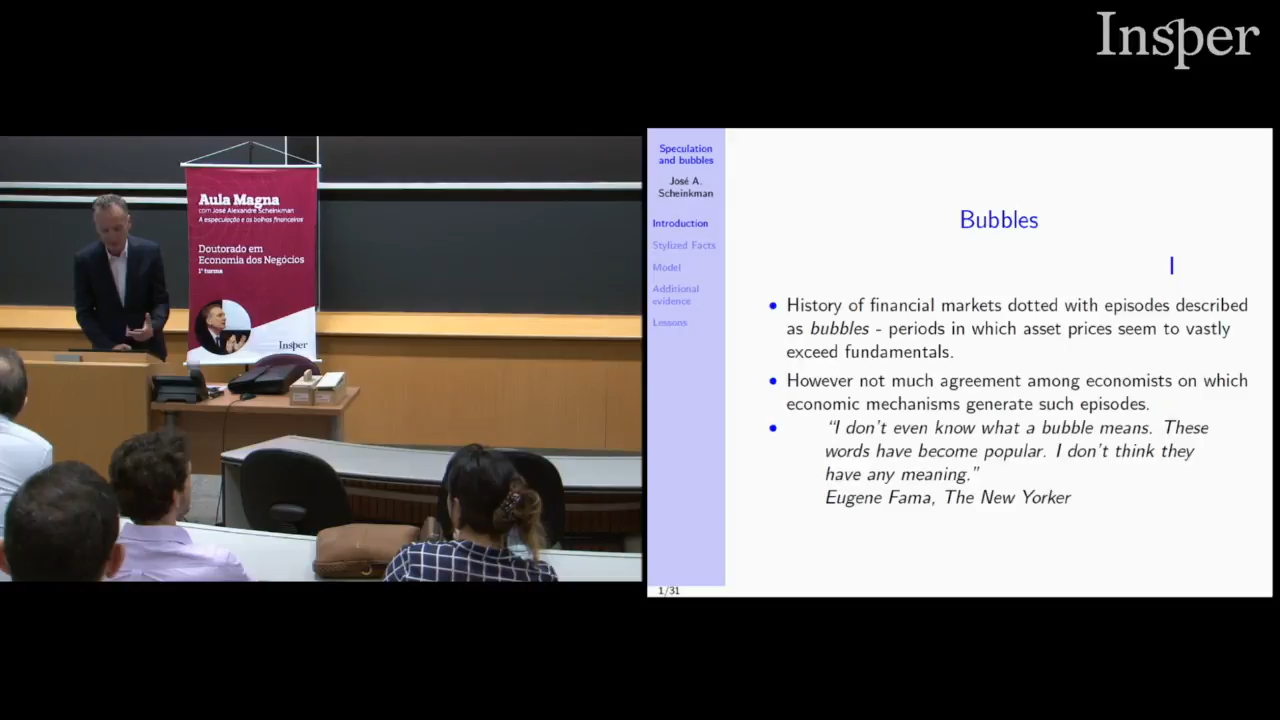 Insper
Aula Magna
com José Alexandre Scheinkman
A especulação e as bolhas financeiras
Doutorado em
Economia dos Negócios
1ª turma
Insper
Speculation
and bubbles
José A.
Scheinkman
Introduction
Stylized Facts
Model
Additional
evidence
Lessons
Bubbles
I
• History of financial markets dotted with episodes described
as bubbles - periods in which asset prices seem to vastly
exceed fundamentals.
• However not much agreement among economists on which
economic mechanisms generate such episodes.
• “I don't even know what a bubble means. These
words have become popular. I don't think they
have any meaning.”
Eugene Fama, The New Yorker
1/31